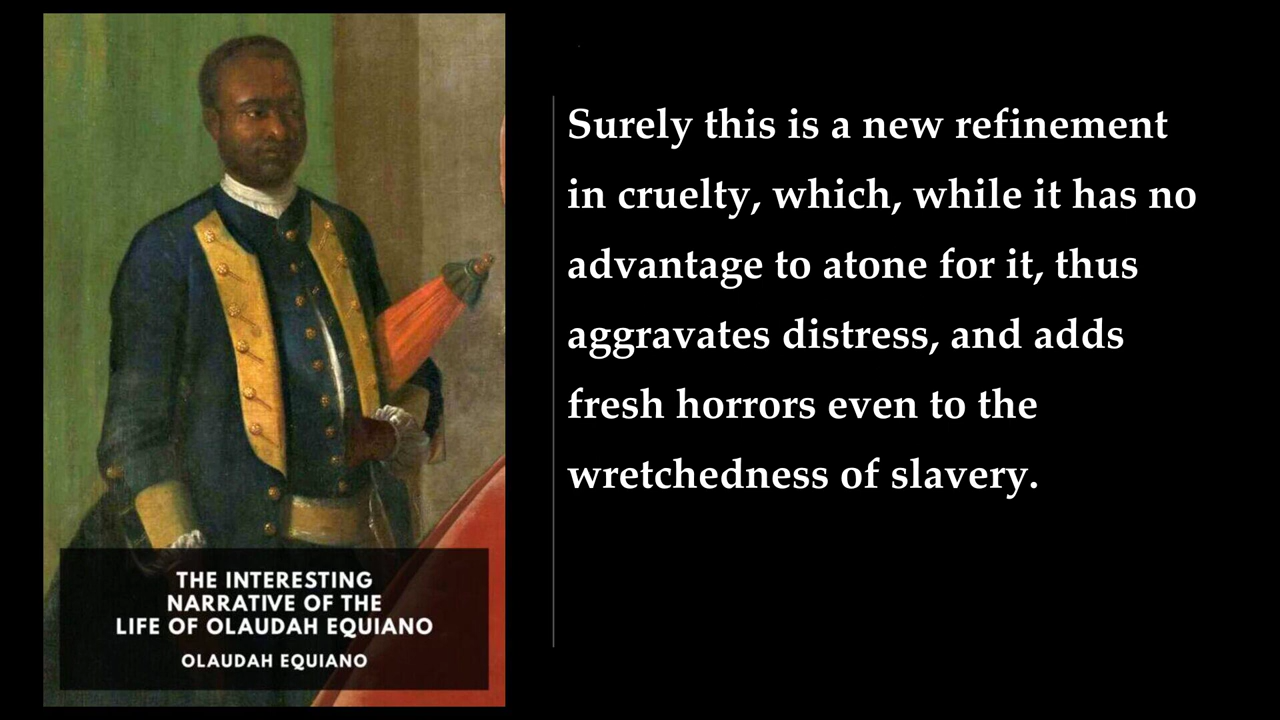 THE INTERESTING
NARRATIVE OF THE
LIFE OF OLAUDAH EQUIANO
OLAUDAH EQUIANO
Surely this is a new refinement
in cruelty, which, while it has no
advantage to atone for it, thus
aggravates distress, and adds
fresh horrors even to the
wretchedness of slavery.